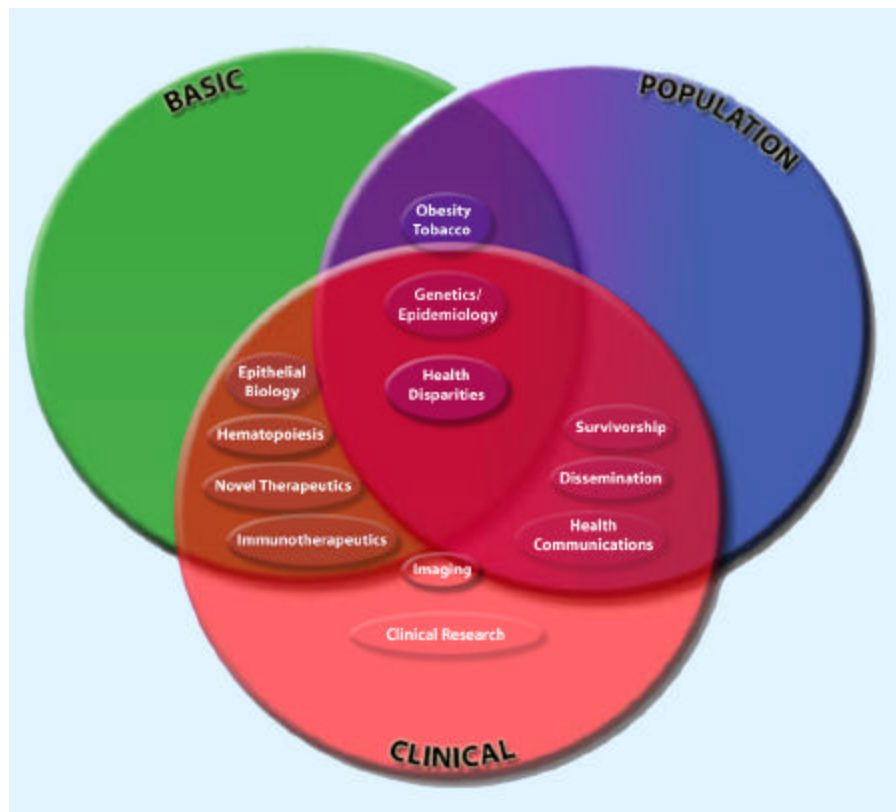 BASIC
POPULATION
Obesity
Tobacco
Genetics/
Epidemiology
Health
Disparities
Epithelial
Biology
Hematopoiesis
Novel Therapeutics
Immunotherapeutics
Survivorship
Dissemination
Health
Communications
Imaging
Clinical Research
CLINICAL